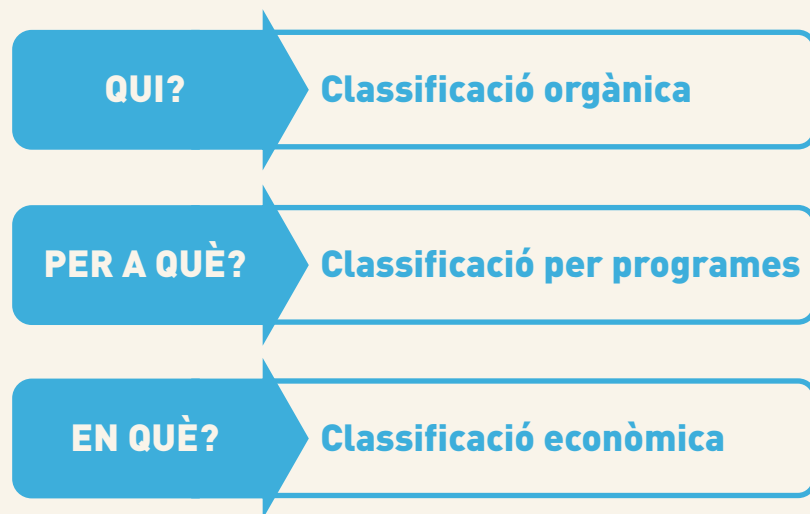 QUI?
Classificació orgànica
PER A QUÈ?
Classificació per programes
EN QUÈ?
Classificació econòmica